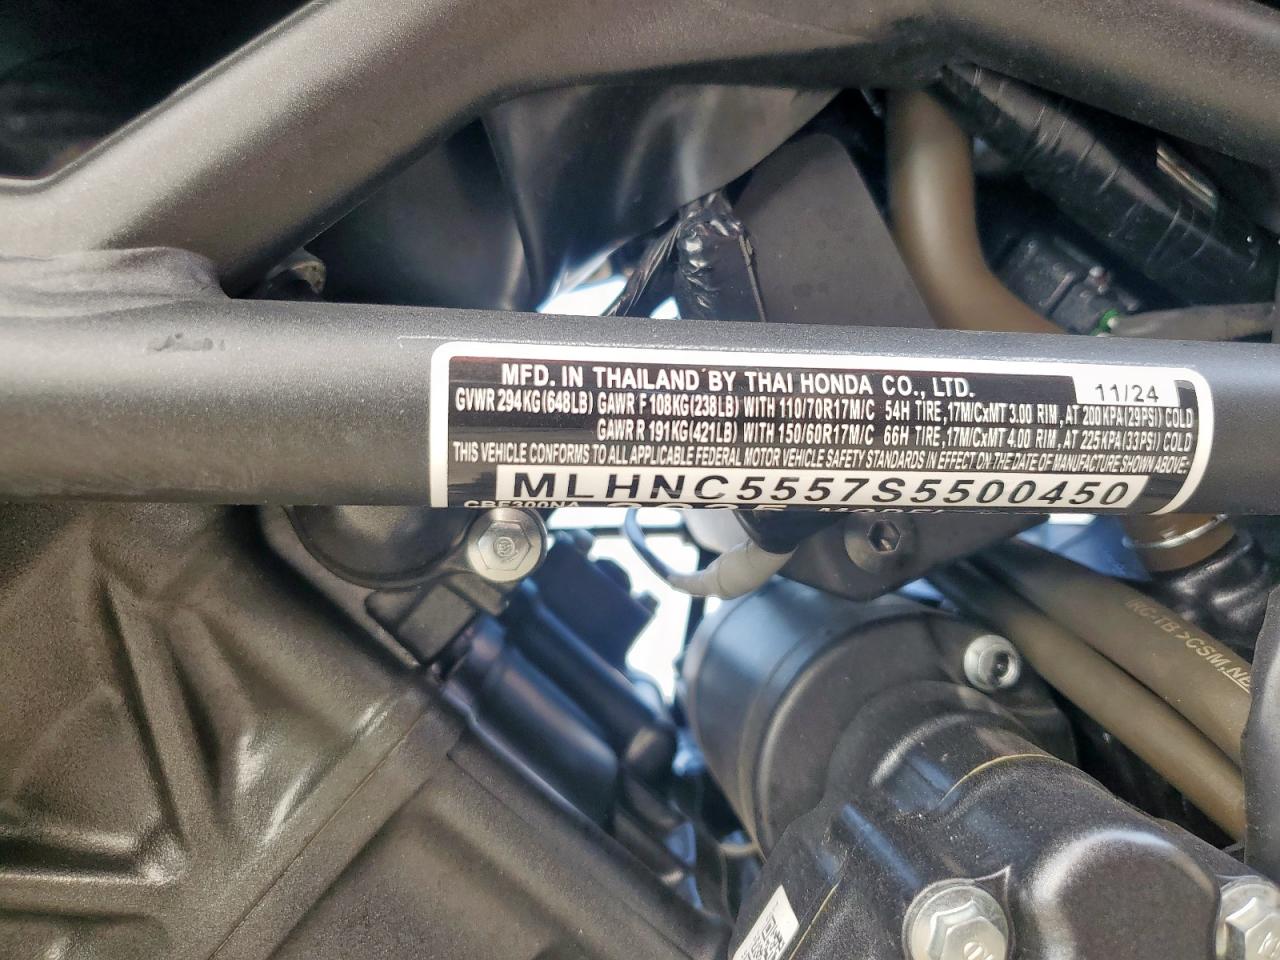 MFD. IN THAILAND BY THAI HONDA CO., LTD. 11/24
GVWR 294KG(648LB) GAWR F 108KG(238LB) WITH 110/70R17M/C 54H TIRE,17M/CxMT 3.00 RIM, AT 200KPA(29PSI) COLD
GAWR R 191KG(421LB) WITH 150/60R17M/C 66H TIRE,17M/CxMT 4.00 RIM, AT 225KPA(33PSI) COLD
THIS VEHICLE CONFORMS TO ALL APPLICABLE FEDERAL MOTOR VEHICLE SAFETY STANDARDS IN EFFECT ON THE DATE OF MANUFACTURE SHOWN ABOVE.
MLHNC5557S5500450
>CSM,NE